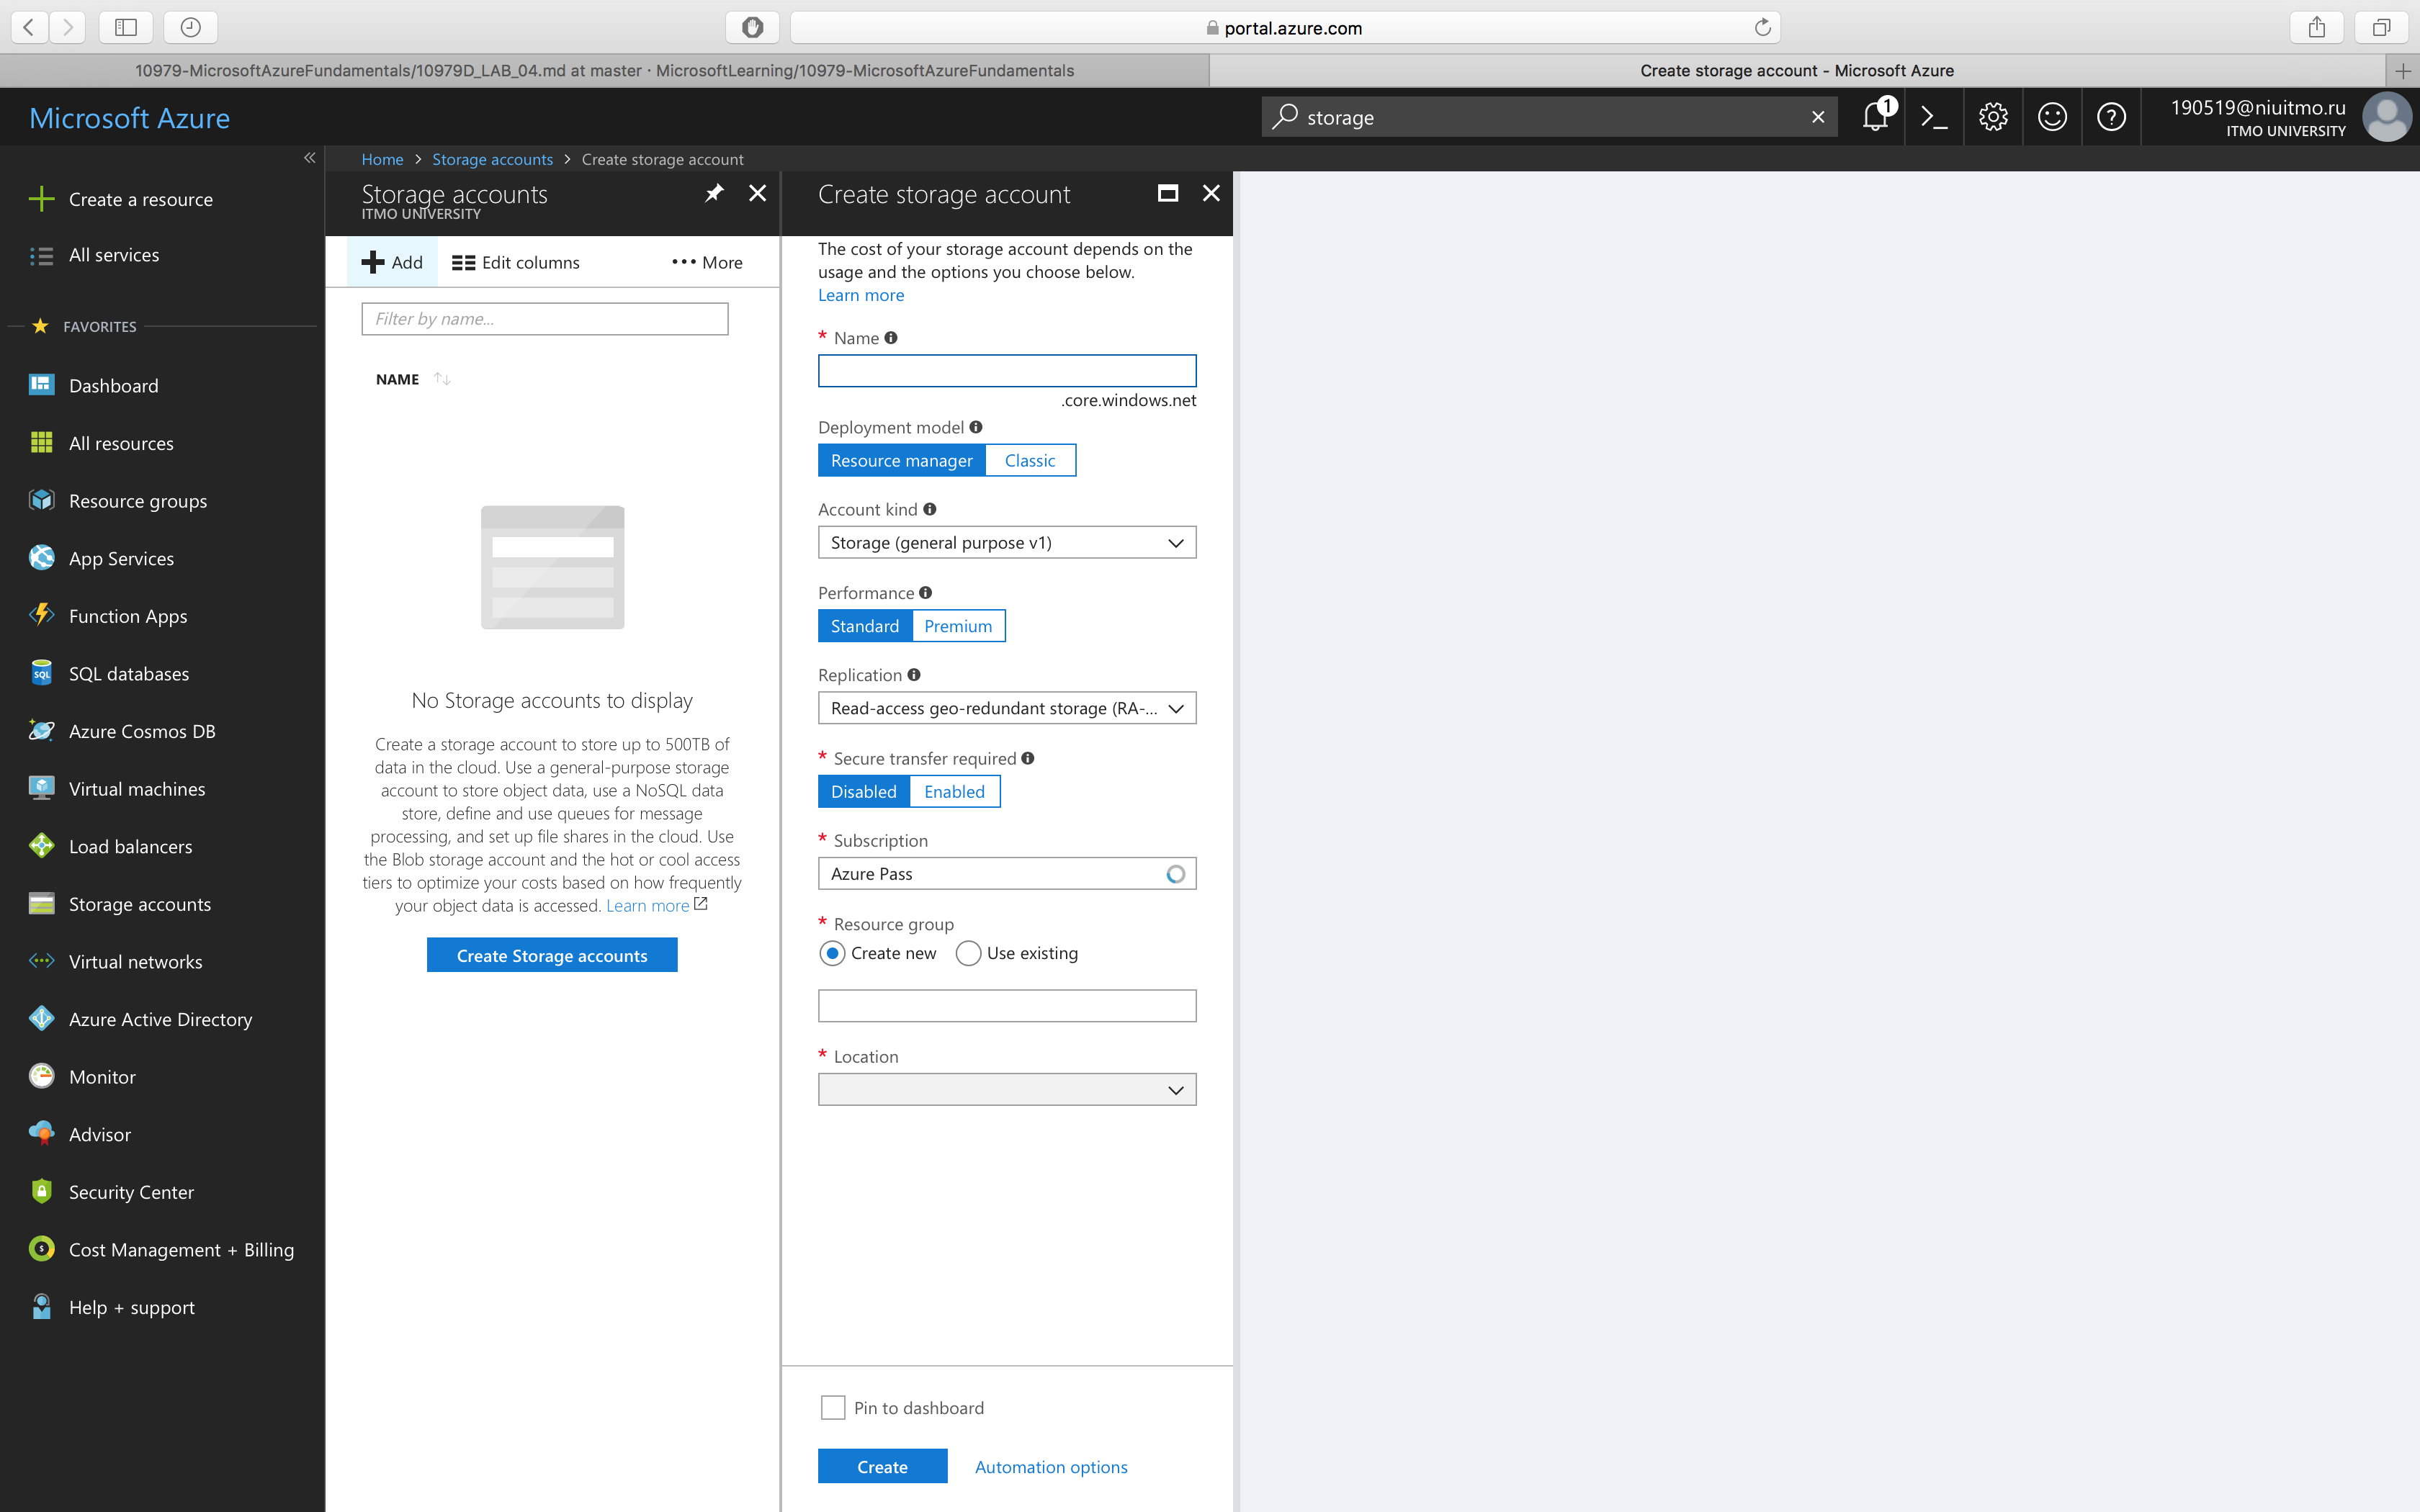 portal.azure.com
10979-MicrosoftAzureFundamentals/10979D_LAB_04.md at master · MicrosoftLearning/10979-MicrosoftAzureFundamentals
Create storage account - Microsoft Azure
Microsoft Azure
storage
1
190519@niuitmo.ru
ITMO UNIVERSITY
Create a resource
All services
FAVORITES
Dashboard
All resources
Resource groups
App Services
Function Apps
SQL
SQL databases
Azure Cosmos DB
Virtual machines
Load balancers
Storage accounts
Virtual networks
Azure Active Directory
Monitor
Advisor
Security Center
Cost Management + Billing
Help + support
Home > Storage accounts > Create storage account
Storage accounts
ITMO UNIVERSITY
Add
Edit columns
More
Filter by name...
NAME
No Storage accounts to display
Create a storage account to store up to 500TB of
data in the cloud. Use a general-purpose storage
account to store object data, use a NoSQL data
store, define and use queues for message
processing, and set up file shares in the cloud. Use
the Blob storage account and the hot or cool access
tiers to optimize your costs based on how frequently
your object data is accessed. Learn more
Create Storage accounts
Create storage account
The cost of your storage account depends on the
usage and the options you choose below.
Learn more
* Name
.core.windows.net
Deployment model
Resource manager
Classic
Account kind
Storage (general purpose v1)
Performance
Standard
Premium
Replication
Read-access geo-redundant storage (RA-...
* Secure transfer required
Disabled
Enabled
* Subscription
Azure Pass
* Resource group
Create new
Use existing
* Location
Pin to dashboard
Create
Automation options